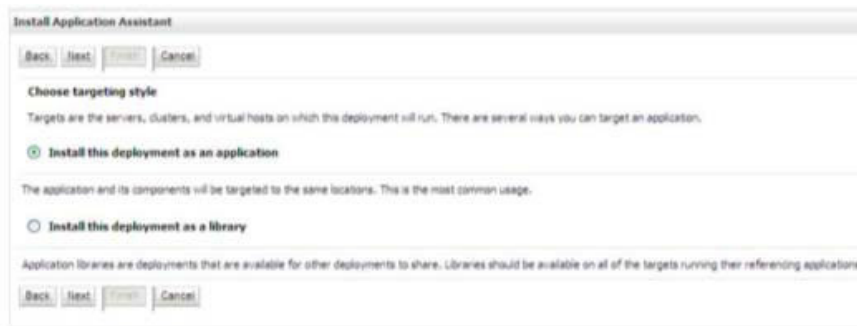 Install Application Assistant
Back Next Finish Cancel
Choose targeting style
Targets are the servers, clusters, and virtual hosts on which this deployment will run. There are several ways you can target an application.
Install this deployment as an application
The application and its components will be targeted to the same locations. This is the most common usage.
Install this deployment as a library
Application libraries are deployments that are available for other deployments to share. Libraries should be available on all of the targets running their referencing applications
Back Next Finish Cancel